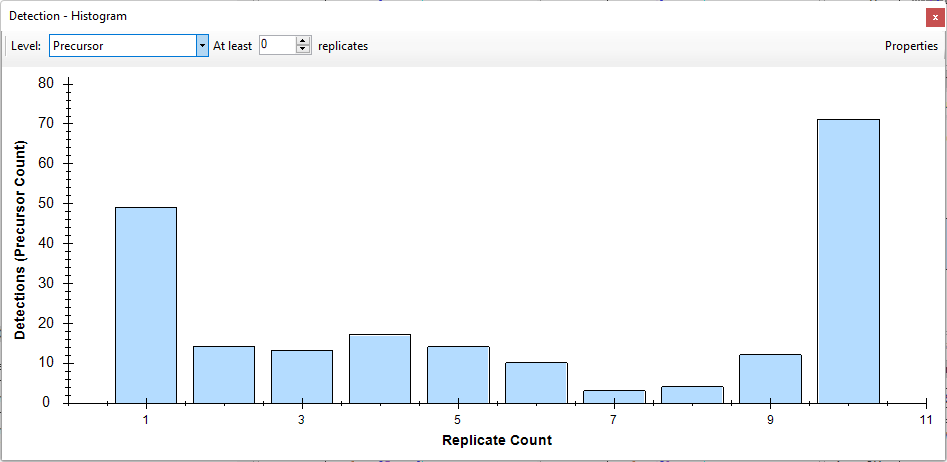 Detection - Histogram
x
Level: Precursor At least 0 replicates Properties
80
70
60
50
40
30
20
10
0
Detections (Precursor Count)
1 3 5 7 9 11
Replicate Count